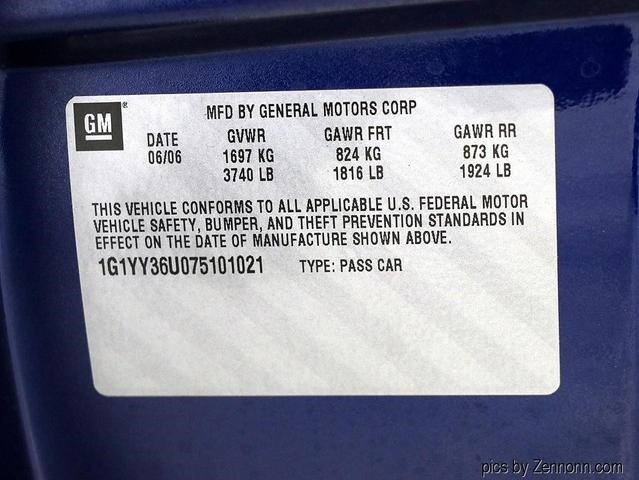 GM® MFD BY GENERAL MOTORS CORP
DATE GVWR GAWR FRT GAWR RR
06/06 1697 KG 824 KG 873 KG
3740 LB 1816 LB 1924 LB
THIS VEHICLE CONFORMS TO ALL APPLICABLE U.S. FEDERAL MOTOR
VEHICLE SAFETY, BUMPER, AND THEFT PREVENTION STANDARDS IN
EFFECT ON THE DATE OF MANUFACTURE SHOWN ABOVE.
1G1YY36U075101021 TYPE: PASS CAR
pics by Zennonn.com